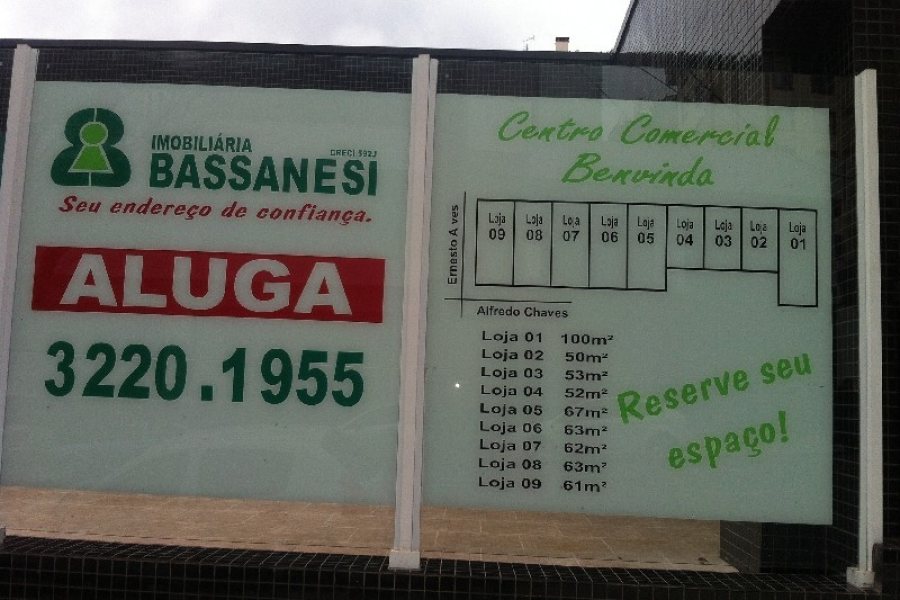 IMOBILIÁRIA
BASSANESI
Seu endereço de confiança.
ALUGA
3220.1955
Centro Comercial
Benvinda
Loja 09
Loja 08
Loja 07
Loja 06
Loja 05
Loja 04
Loja 03
Loja 02
Loja 01
Ernesto A ves
Alfredo Chaves
Loja 01 100m²
Loja 02 50m²
Loja 03 53m²
Loja 04 52m²
Loja 05 67m²
Loja 06 63m²
Loja 07 62m²
Loja 08 63m²
Loja 09 61m²
Reserve seu
espaço!